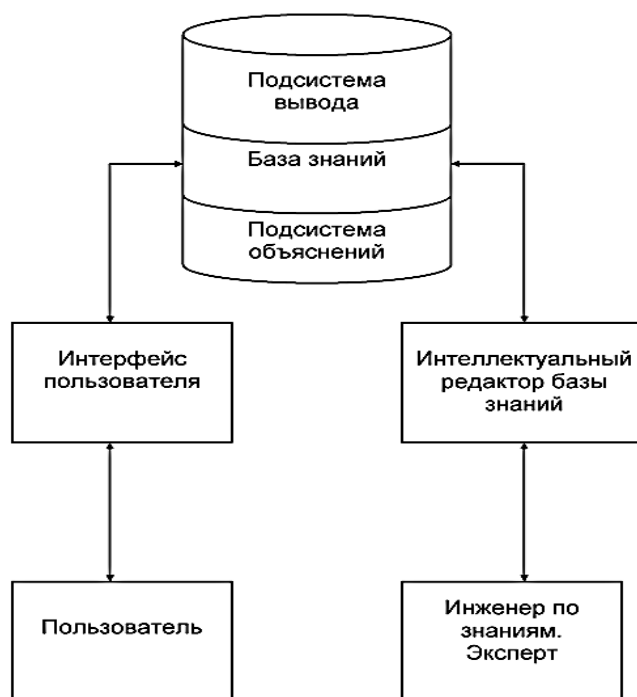 Подсистема
вывода
База знаний
Подсистема
объяснений
Интерфейс
пользователя
Интеллектуальный
редактор базы
знаний
Пользователь
Инженер по
знаниям.
Эксперт